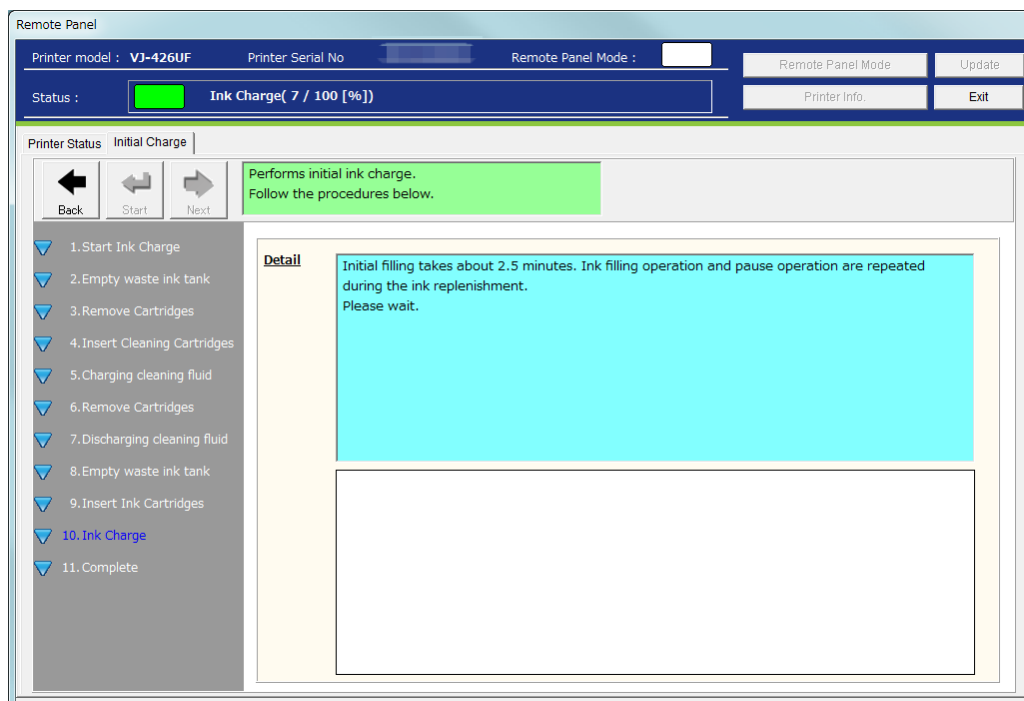 Remote Panel
Printer model : VJ-426UF Printer Serial No Remote Panel Mode :
Remote Panel Mode Update
Status : Ink Charge( 7 / 100 [%])
Printer Info. Exit
Printer Status Initial Charge
Back Start Next
Performs initial ink charge.
Follow the procedures below.
1.Start Ink Charge
2.Empty waste ink tank
3.Remove Cartridges
4.Insert Cleaning Cartridges
5.Charging cleaning fluid
6.Remove Cartridges
7.Discharging cleaning fluid
8.Empty waste ink tank
9.Insert Ink Cartridges
10.Ink Charge
11.Complete
Detail
Initial filling takes about 2.5 minutes. Ink filling operation and pause operation are repeated
during the ink replenishment.
Please wait.